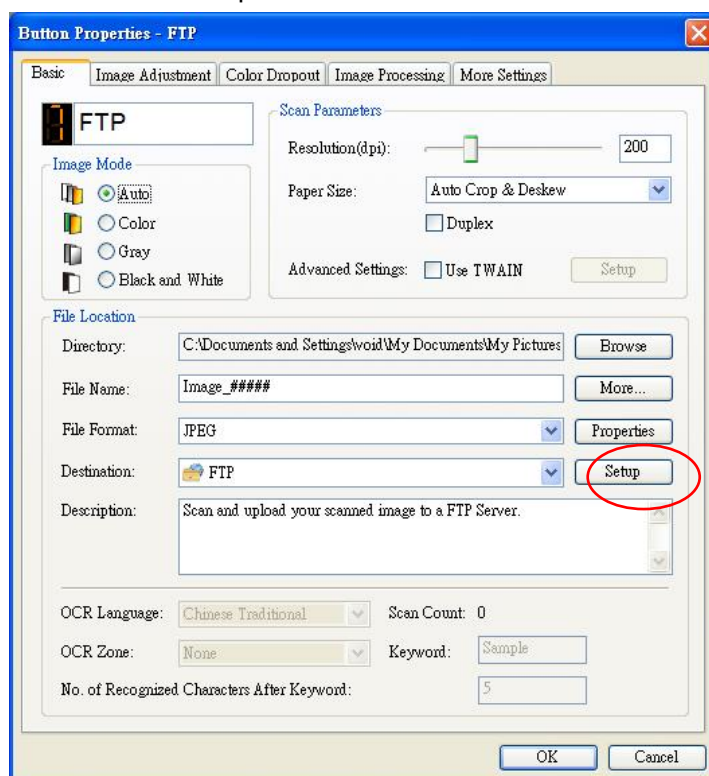 Button Properties - FTP
Basic Image Adjustment Color Dropout Image Processing More Settings
1 FTP
Image Mode
Auto
Color
Gray
Black and White
Scan Parameters
Resolution(dpi): 200
Paper Size: Auto Crop & Deskew
Duplex
Advanced Settings: Use TWAIN Setup
File Location
Directory: C:\Documents and Settings\void\My Documents\My Pictures Browse
File Name: Image_##### More...
File Format: JPEG Properties
Destination: FTP Setup
Description: Scan and upload your scanned image to a FTP Server.
OCR Language: Chinese Traditional Scan Count: 0
OCR Zone: None Keyword: Sample
No. of Recognized Characters After Keyword: 5
OK Cancel